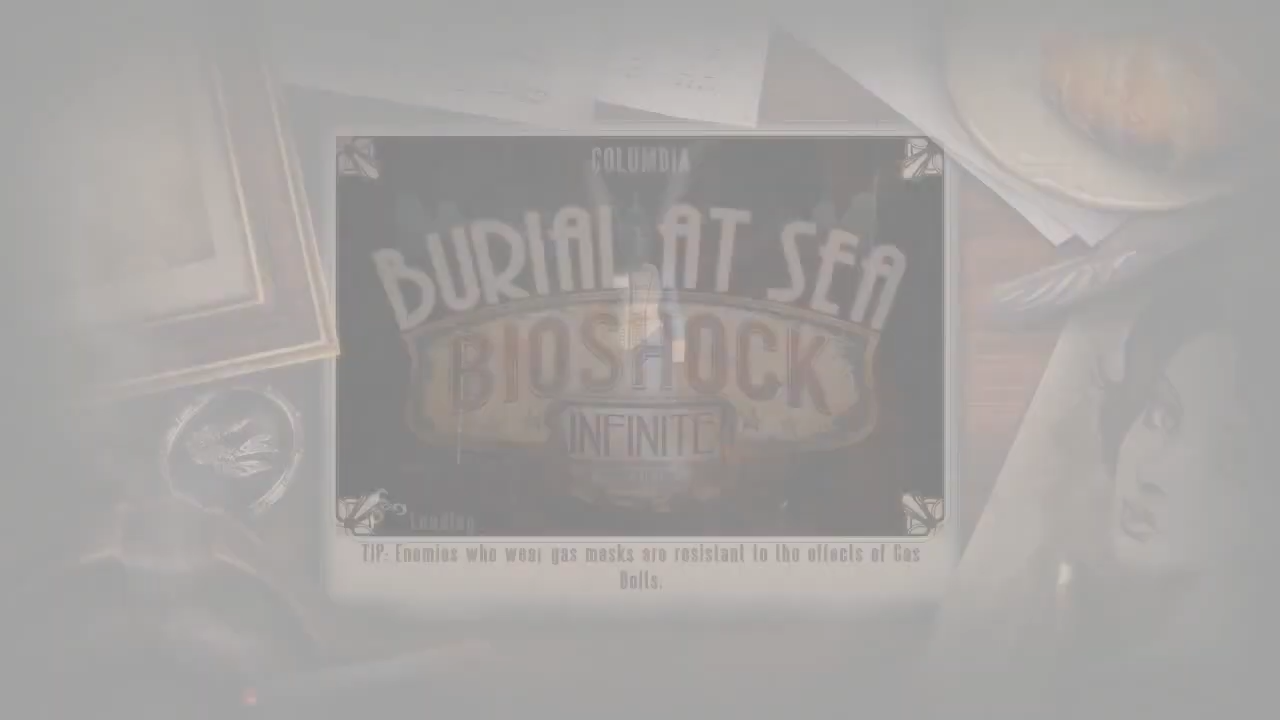 COLUMBIA
BURIAL AT SEA
BIOSHOCK
INFINITE
Loading
TIP: Enemies who wear gas masks are resistant to the effects of Gas
Bolts.